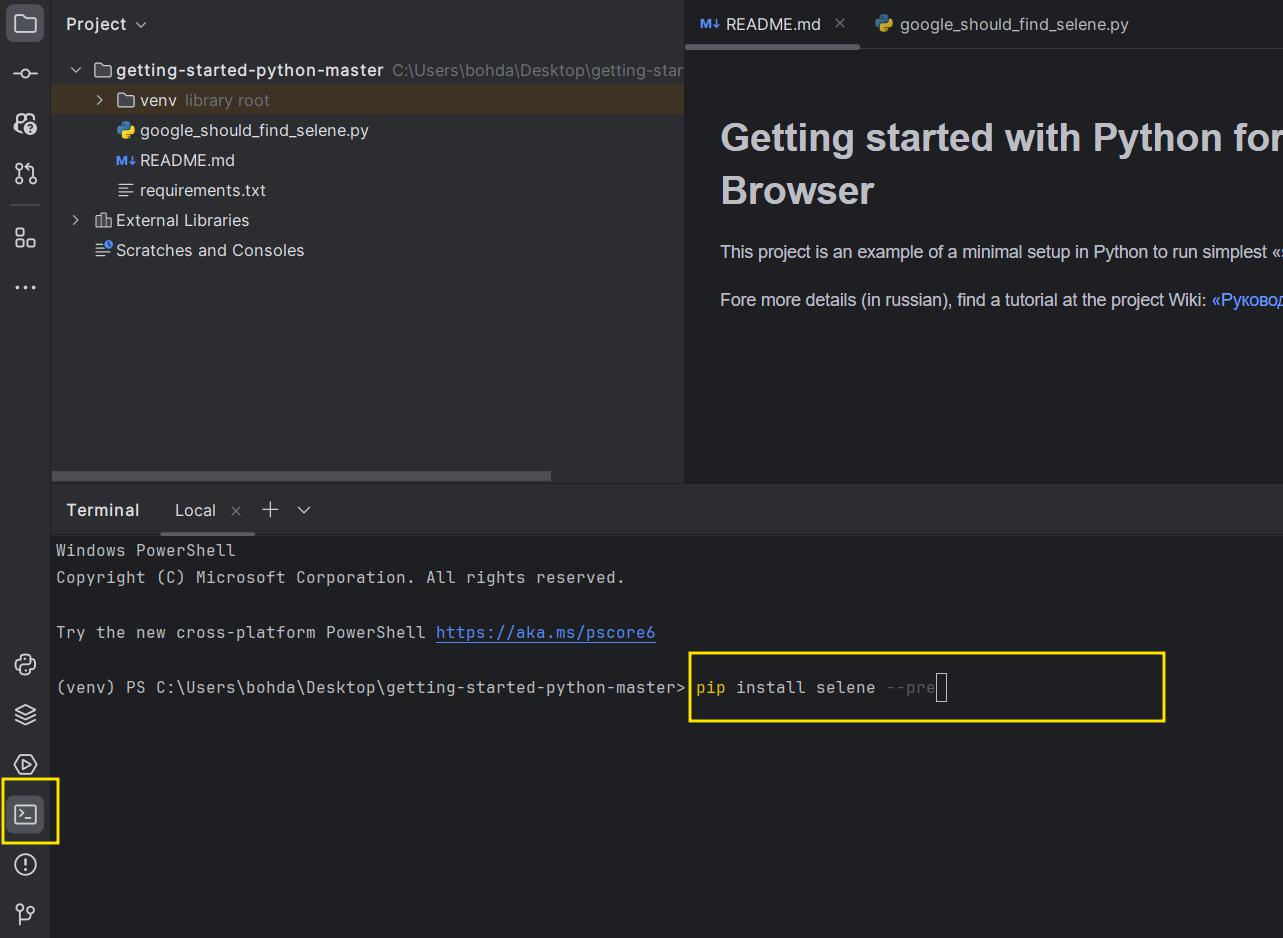 Project
getting-started-python-master C:\Users\bohda\Desktop\getting-star
venv library root
google_should_find_selene.py
M↓ README.md
requirements.txt
External Libraries
Scratches and Consoles
M↓ README.md
google_should_find_selene.py
Getting started with Python for
Browser
This project is an example of a minimal setup in Python to run simplest «s
Fore more details (in russian), find a tutorial at the project Wiki: «Руковод
Terminal Local
Windows PowerShell
Copyright (C) Microsoft Corporation. All rights reserved.
Try the new cross-platform PowerShell https://aka.ms/pscore6
(venv) PS C:\Users\bohda\Desktop\getting-started-python-master> pip install selene --pre